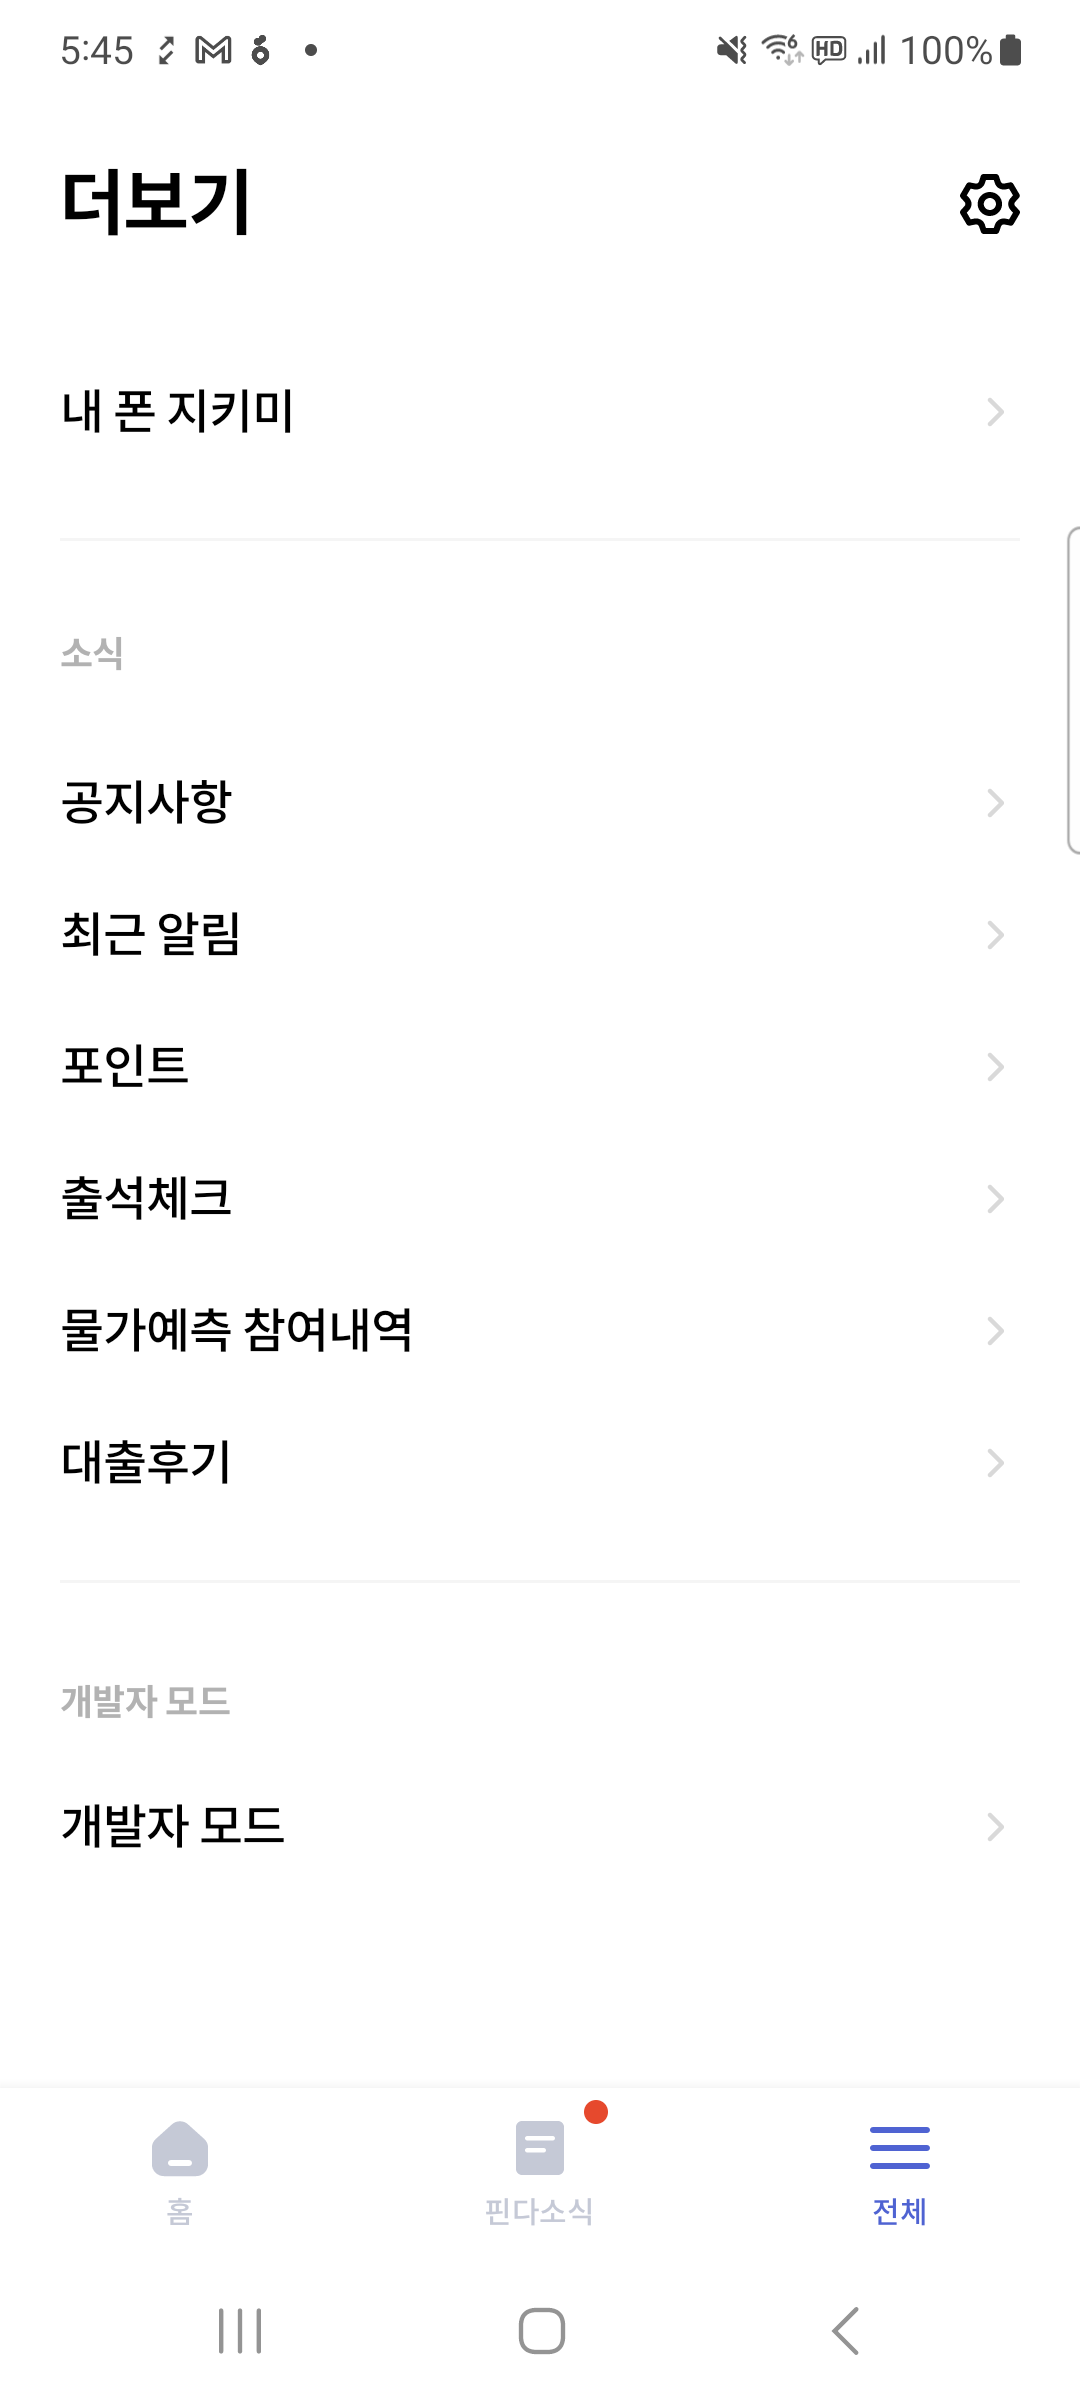 5:45 100%
더보기
내 폰 지키미
소식
공지사항
최근 알림
포인트
출석체크
물가예측 참여내역
대출후기
개발자 모드
개발자 모드
홈 핀다소식 전체